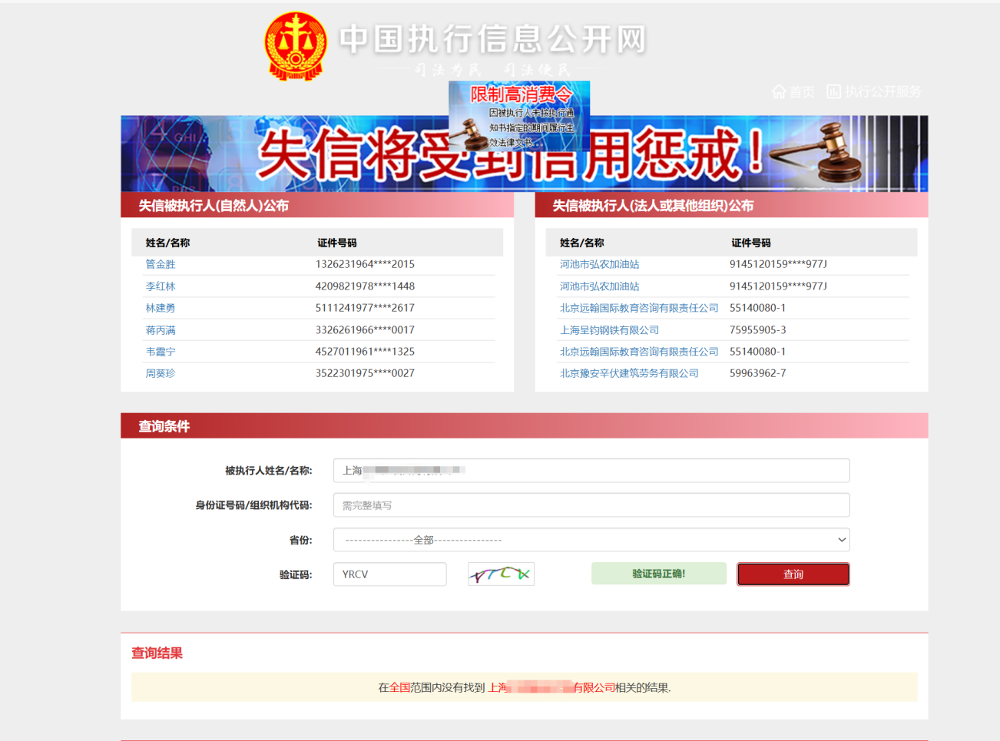 中国执行信息公开网
司法为民 司法便民
首页 执行公开服务
限制高消费令
因被执行人未按执行通
知书指定的期间履行生
效法律文书...
失信将受到信用惩戒!
失信被执行人(自然人)公布
姓名/名称 证件号码
管金胜 1326231964****2015
李红林 4209821978****1448
林建勇 5111241977****2617
蒋丙满 3326261966****0017
韦霞宁 4527011961****1325
周葵珍 3522301975****0027
失信被执行人(法人或其他组织)公布
姓名/名称 证件号码
河池市弘农加油站 9145120159****977J
河池市弘农加油站 9145120159****977J
北京远翰国际教育咨询有限责任公司 55140080-1
上海呈钧钢铁有限公司 75955905-3
北京远翰国际教育咨询有限责任公司 55140080-1
北京豫安辛伏建筑劳务有限公司 59963962-7
查询条件
被执行人姓名/名称: 上海
身份证号码/组织机构代码: 需完整填写
省份: ----------------全部----------------
验证码: YRCV yrcv 验证码正确! 查询
查询结果
在全国范围内没有找到 上海 有限公司相关的结果.